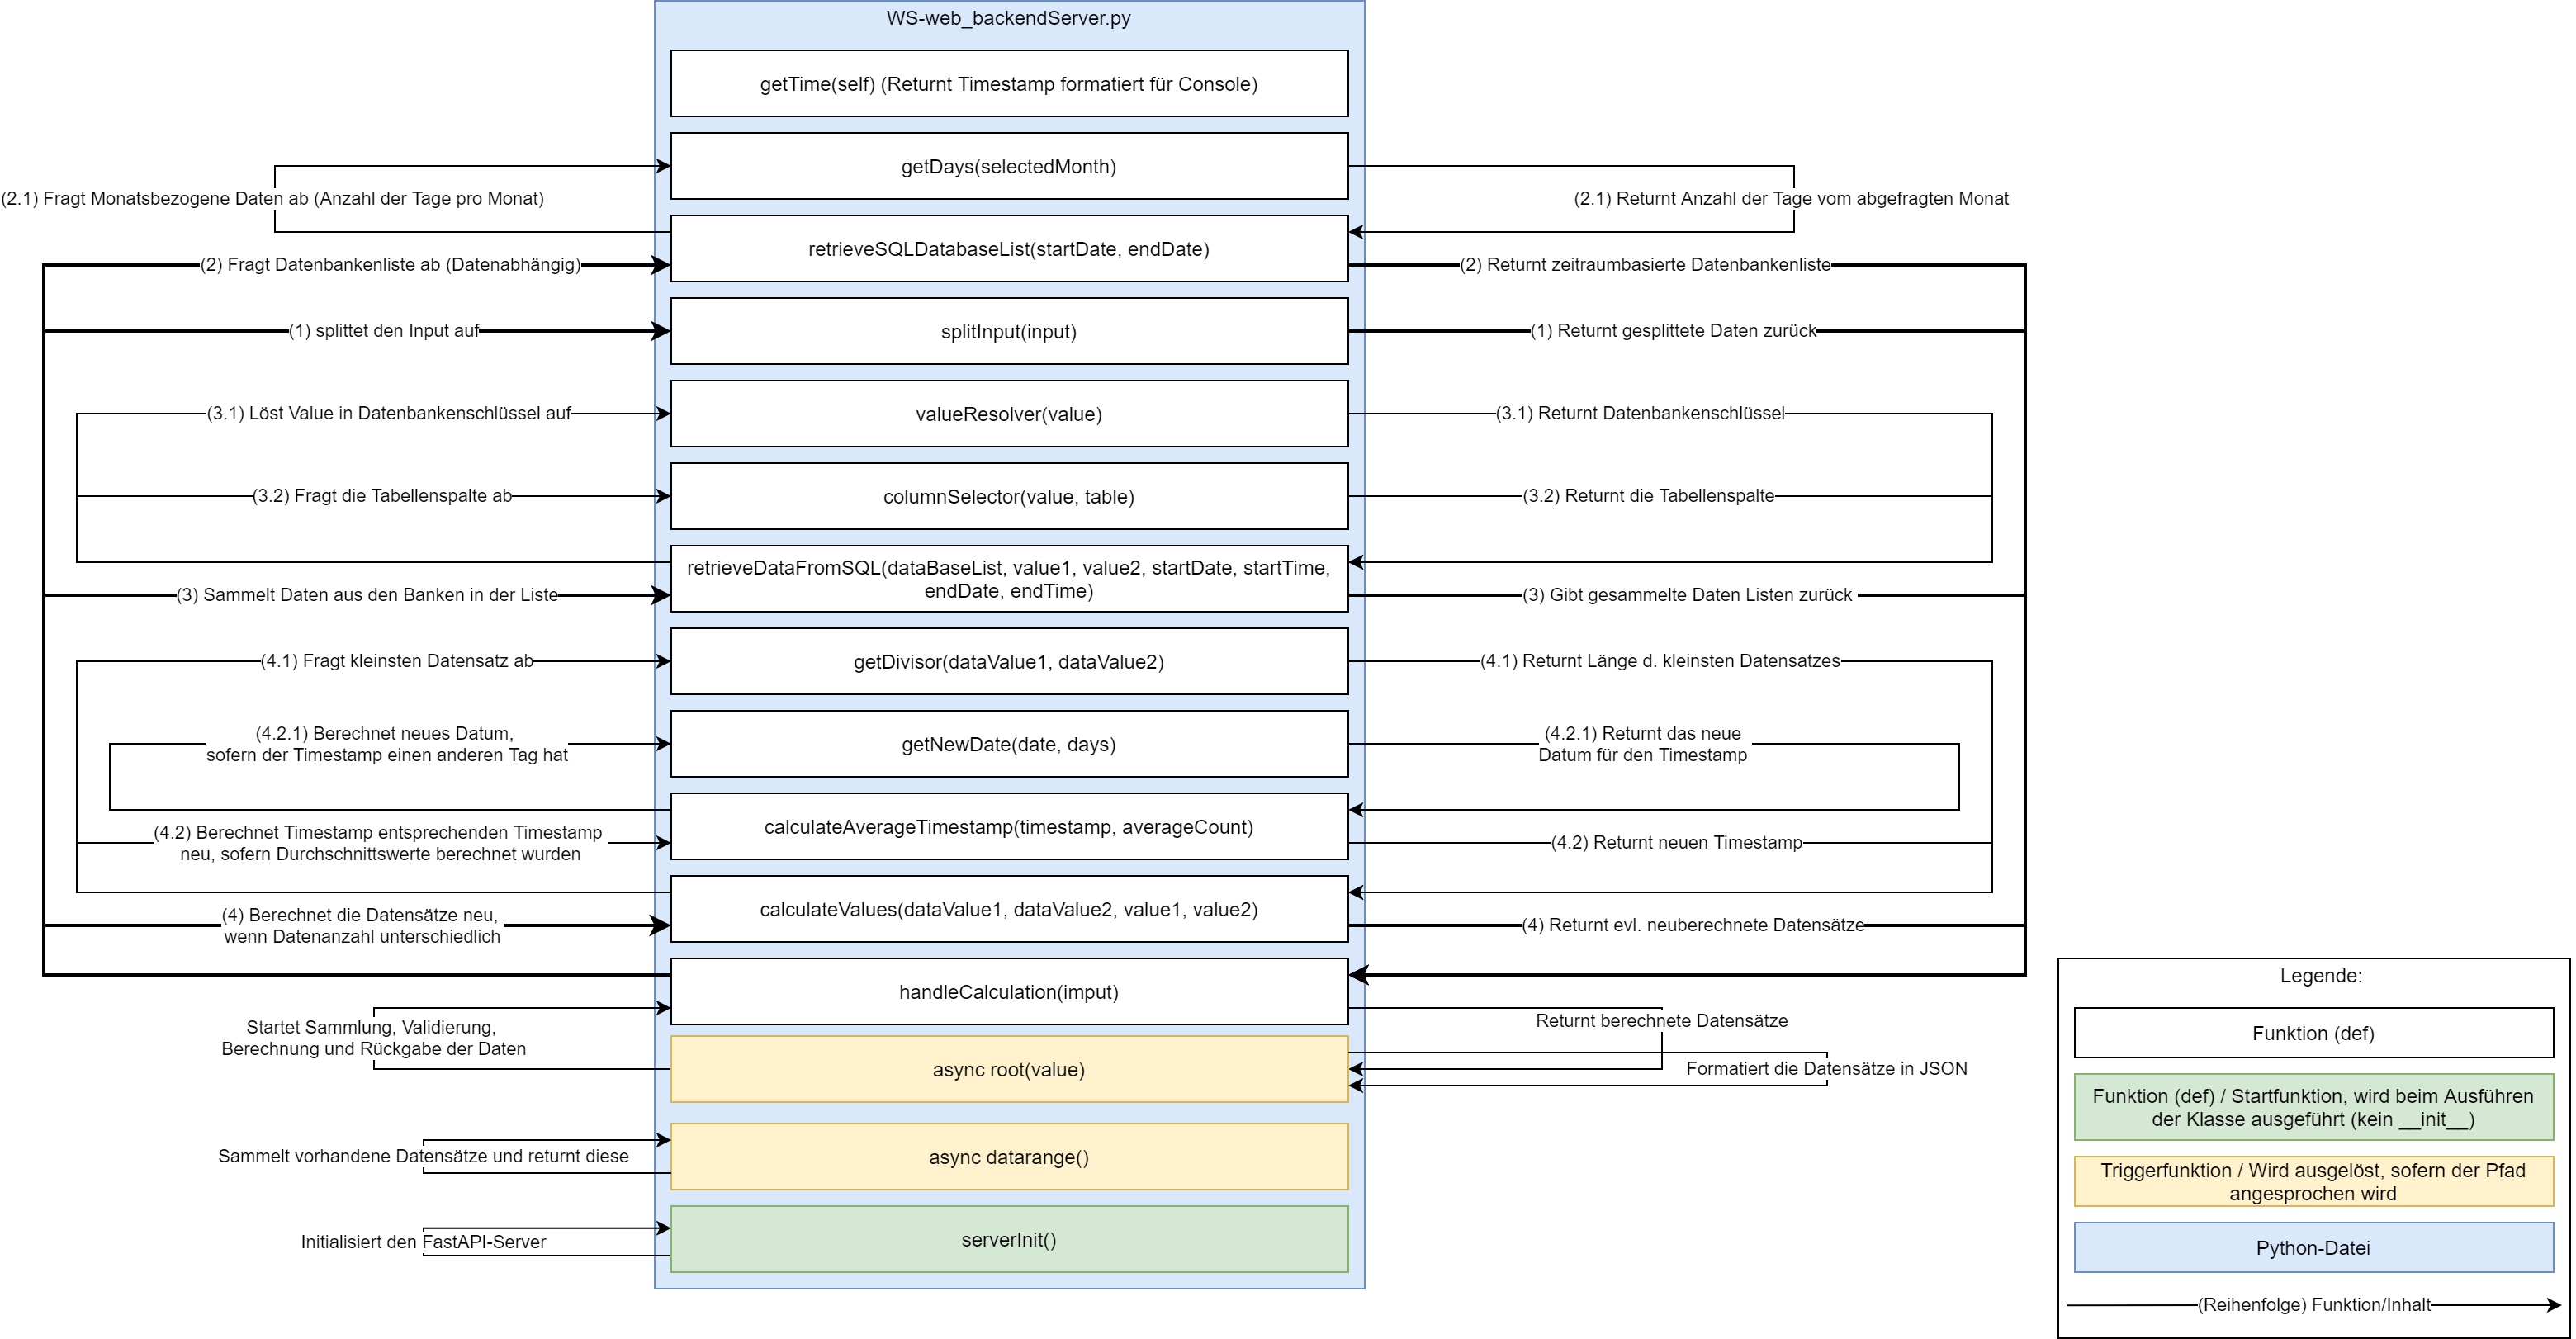 WS-web_backendServer.py
getTime(self) (Returnt Timestamp formatiert für Console)
getDays(selectedMonth)
(2.1) Fragt Monatsbezogene Daten ab (Anzahl der Tage pro Monat)
(2.1) Returnt Anzahl der Tage vom abgefragten Monat
retrieveSQLDatabaseList(startDate, endDate)
(2) Fragt Datenbankenliste ab (Datenabhängig)
(2) Returnt zeitraumbasierte Datenbankenliste
(1) splittet den Input auf
splitInput(input)
(1) Returnt gesplittete Daten zurück
(3.1) Löst Value in Datenbankenschlüssel auf
valueResolver(value)
(3.1) Returnt Datenbankenschlüssel
(3.2) Fragt die Tabellenspalte ab
columnSelector(value, table)
(3.2) Returnt die Tabellenspalte
retrieveDataFromSQL(dataBaseList, value1, value2, startDate, startTime,
endDate, endTime)
(3) Sammelt Daten aus den Banken in der Liste
(3) Gibt gesammelte Daten Listen zurück
(4.1) Fragt kleinsten Datensatz ab
getDivisor(dataValue1, dataValue2)
(4.1) Returnt Länge d. kleinsten Datensatzes
(4.2.1) Berechnet neues Datum,
sofern der Timestamp einen anderen Tag hat
getNewDate(date, days)
(4.2.1) Returnt das neue
Datum für den Timestamp
(4.2) Berechnet Timestamp entsprechenden Timestamp
neu, sofern Durchschnittswerte berechnet wurden
calculateAverageTimestamp(timestamp, averageCount)
(4.2) Returnt neuen Timestamp
(4) Berechnet die Datensätze neu,
wenn Datenanzahl unterschiedlich
calculateValues(dataValue1, dataValue2, value1, value2)
(4) Returnt evl. neuberechnete Datensätze
handleCalculation(imput)
Startet Sammlung, Validierung,
Berechnung und Rückgabe der Daten
Returnt berechnete Datensätze
async root(value)
Formatiert die Datensätze in JSON
Sammelt vorhandene Datensätze und returnt diese
async datarange()
Initialisiert den FastAPI-Server
serverInit()
Legende:
Funktion (def)
Funktion (def) / Startfunktion, wird beim Ausführen
der Klasse ausgeführt (kein __init__)
Triggerfunktion / Wird ausgelöst, sofern der Pfad
angesprochen wird
Python-Datei
(Reihenfolge) Funktion/Inhalt